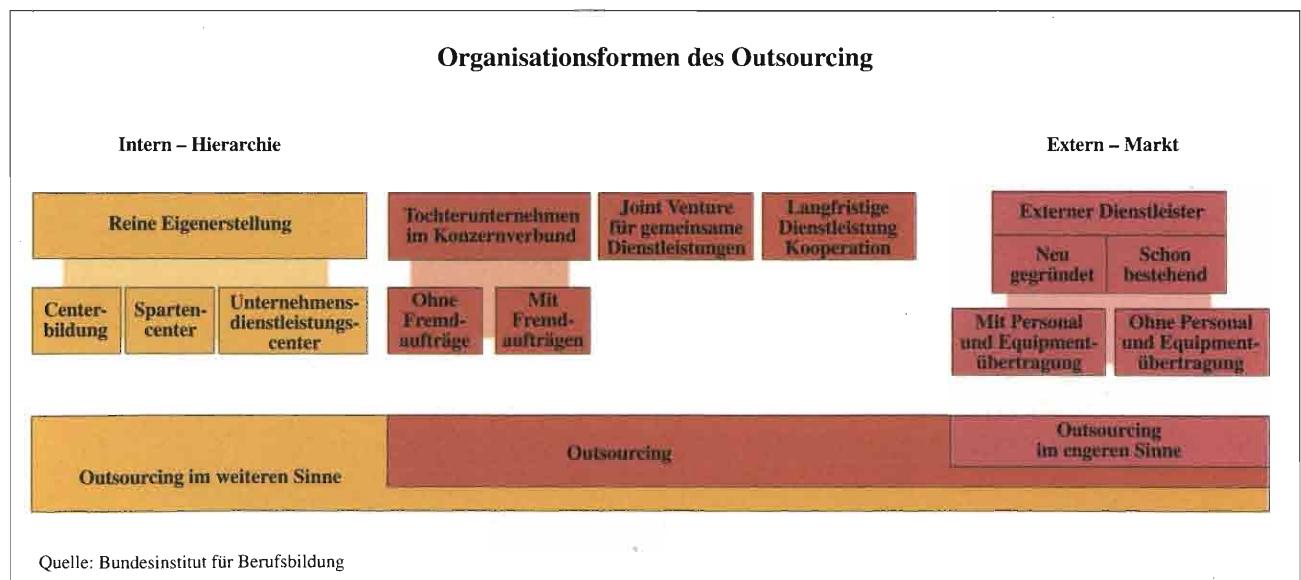 Organisationsformen des Outsourcing
Intern – Hierarchie
Extern – Markt
Reine Eigenerstellung
Center-
bildung
Sparten-
center
Unternehmens-
dienstleistungs-
center
Tochterunternehmen
im Konzernverbund
Ohne
Fremd-
aufträge
Mit
Fremd-
aufträgen
Joint Venture
für gemeinsame
Dienstleistungen
Langfristige
Dienstleistung
Kooperation
Externer Dienstleister
Neu
gegründet
Schon
bestehend
Mit Personal
und Equipment-
übertragung
Ohne Personal
und Equipment-
übertragung
Outsourcing im weiteren Sinne
Outsourcing
Outsourcing
im engeren Sinne
Quelle: Bundesinstitut für Berufsbildung